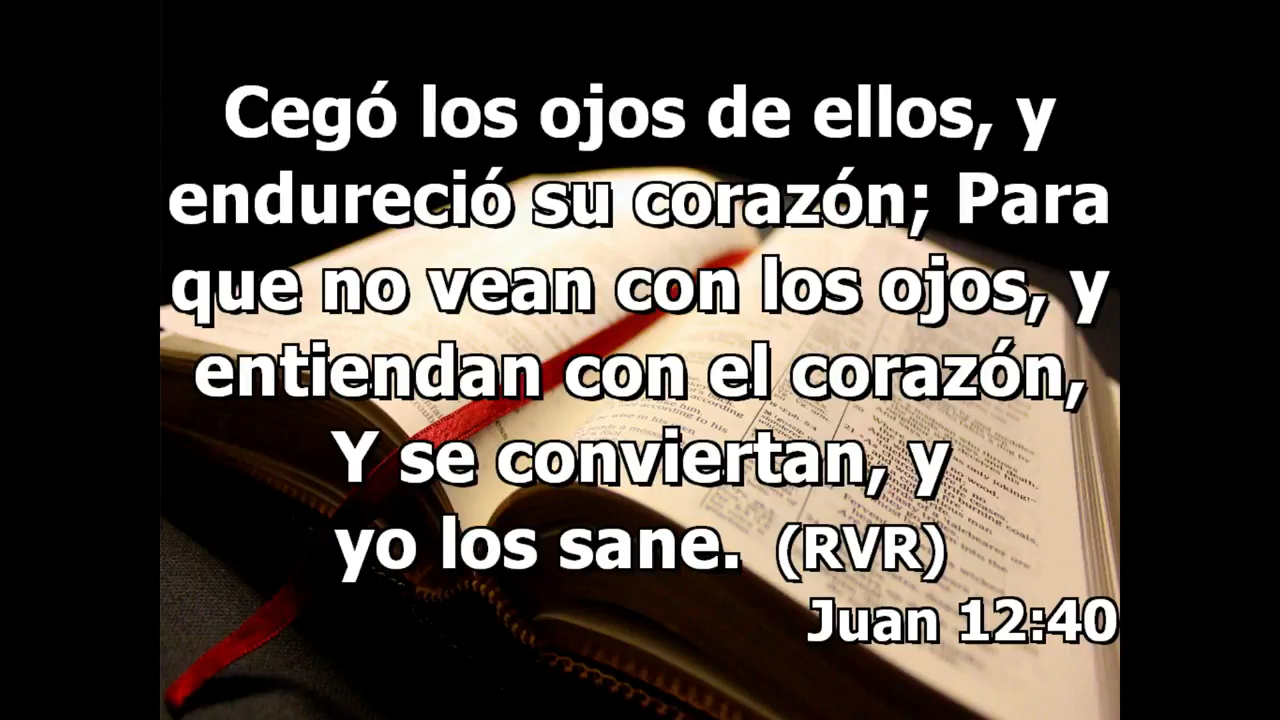 Cegó los ojos de ellos, y
endureció su corazón; Para
que no vean con los ojos, y
entiendan con el corazón,
Y se conviertan, y
yo los sane. (RVR)
Juan 12:40